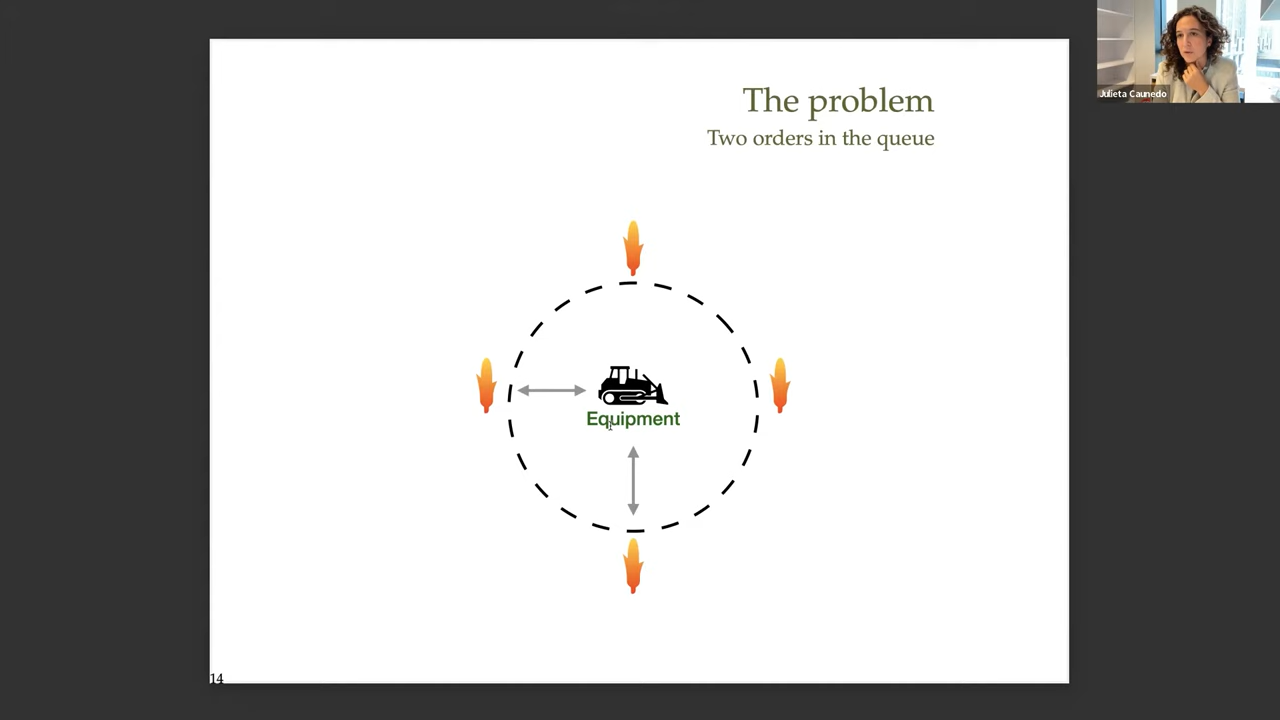 Julieta Caunedo
The problem
Two orders in the queue
Equipment
14